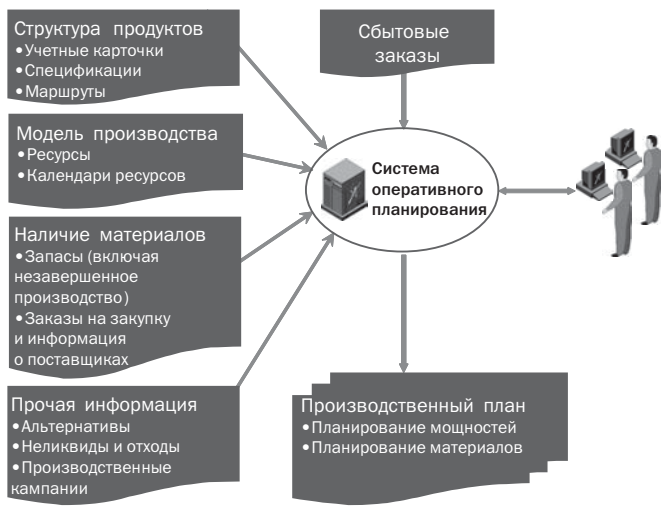 Структура продуктов
•Учетные карточки
•Спецификации
•Маршруты
Сбытовые
заказы
Модель производства
•Ресурсы
•Календари ресурсов
Система
оперативного
планирования
Наличие материалов
•Запасы (включая
незавершенное
производство)
•Заказы на закупку
и информация
о поставщиках
Прочая информация
•Альтернативы
•Неликвиды и отходы
•Производственные
кампании
Производственный план
•Планирование мощностей
•Планирование материалов